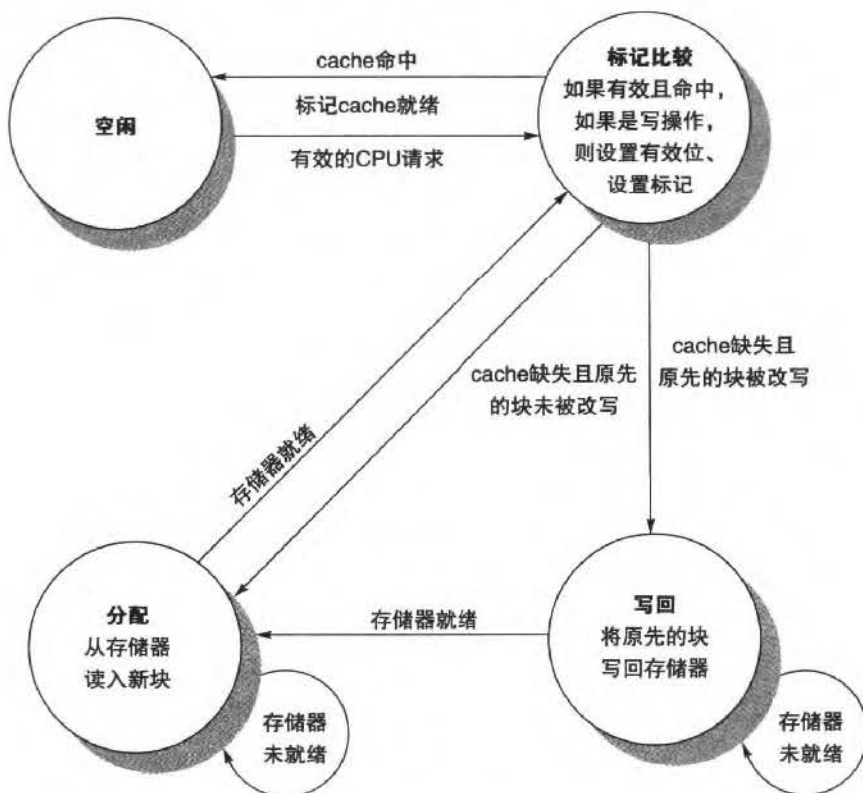 空闲
cache命中
标记cache就绪
有效的CPU请求
标记比较
如果有效且命中，
如果是写操作，
则设置有效位、
设置标记
cache缺失且原先
的块未被改写
cache缺失且
原先的块被改写
存储器就绪
分配
从存储器
读入新块
存储器
未就绪
存储器就绪
写回
将原先的块
写回存储器
存储器
未就绪